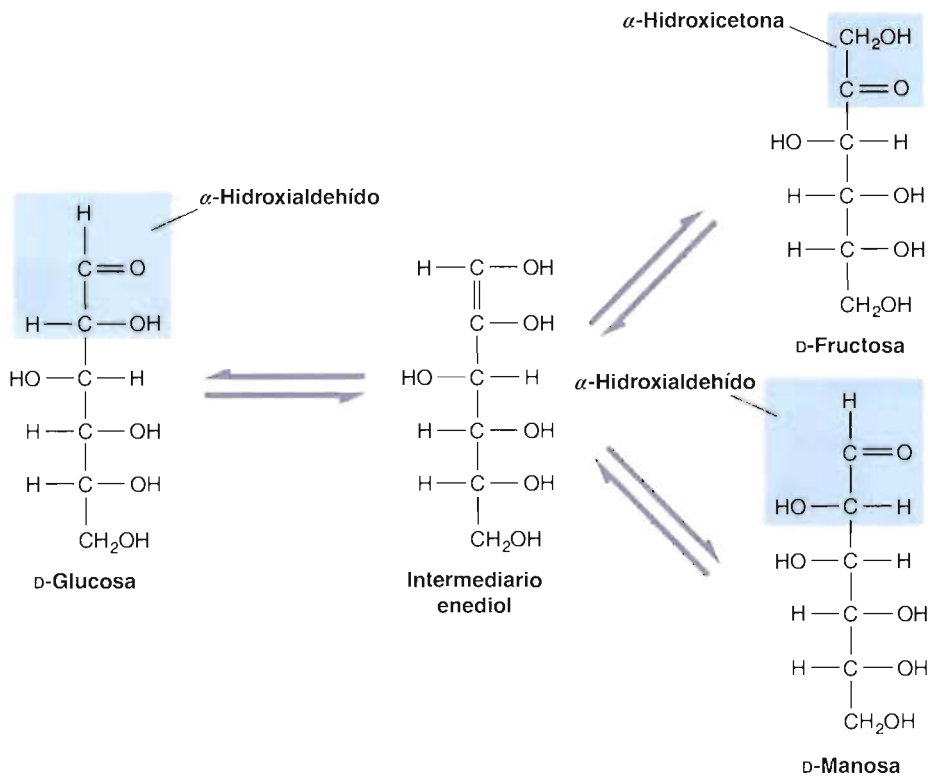 α-Hidroxialdehído
H
C=O
H—C—OH
HO—C—H
H—C—OH
H—C—OH
CH₂OH
D-Glucosa
H—C—OH
C—OH
HO—C—H
H—C—OH
H—C—OH
CH₂OH
Intermediario
enediol
α-Hidroxicetona
CH₂OH
C=O
HO—C—H
H—C—OH
H—C—OH
CH₂OH
D-Fructosa
α-Hidroxialdehído
H
C=O
HO—C—H
HO—C—H
H—C—OH
H—C—OH
CH₂OH
D-Manosa